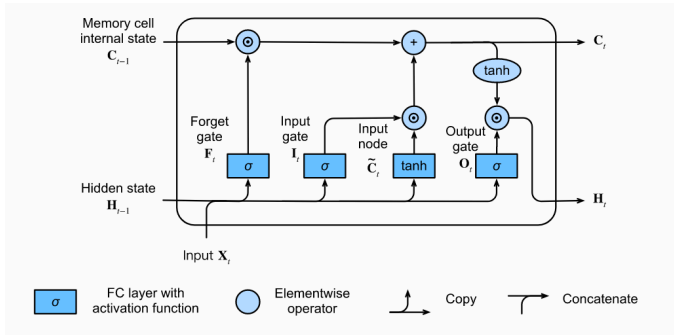 Memory cell
internal state
C_{t−1}
C_t
tanh
Forget
gate
F_t
Input
gate
I_t
Input
node
C̃_t
Output
gate
O_t
σ
σ
tanh
σ
Hidden state
H_{t−1}
H_t
Input X_t
σ
FC layer with
activation function
Elementwise
operator
Copy
Concatenate